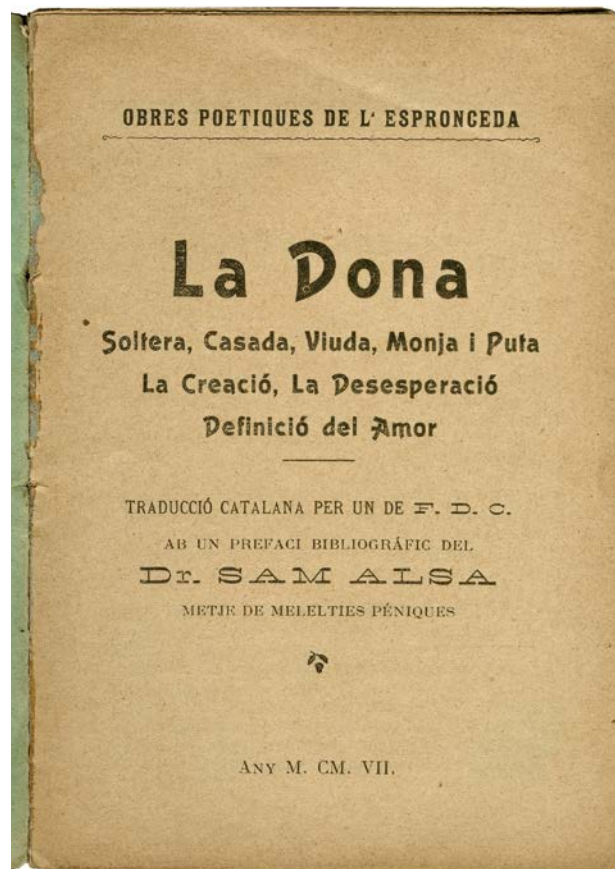 OBRES POETIQUES DE L' ESPRONCEDA
La Dona
Soltera, Casada, Viuda, Monja i Puta
La Creació, La Desesperació
Definició del Amor
TRADUCCIÓ CATALANA PER UN DE F. D. C.
AB UN PREFACI BIBLIOGRÁFIC DEL
Dr. SAM ALSA
METJE DE MELELTIES PÉNIQUES
ANY M. CM. VII.